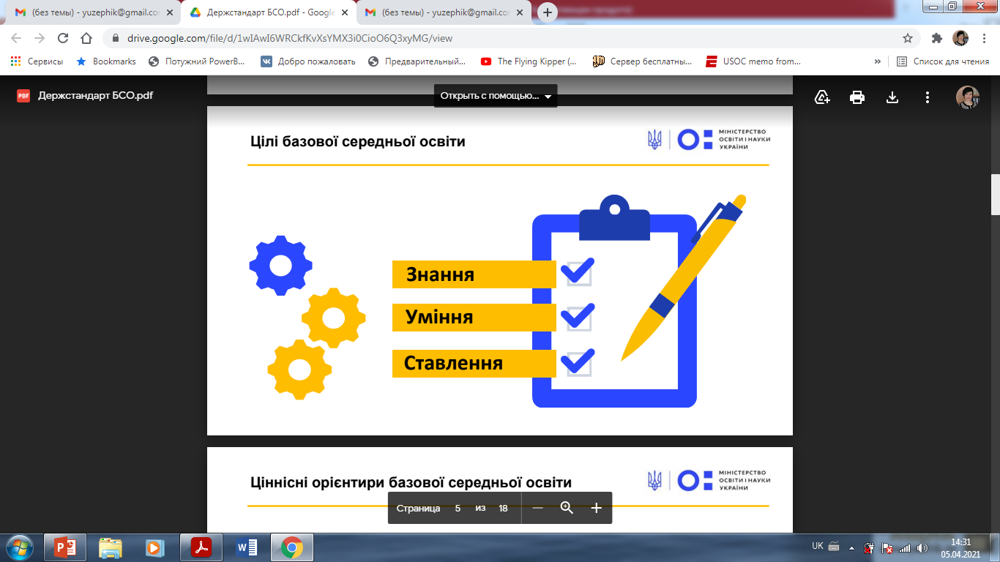 (без темы) - yuzephik@gmail.co
Держстандарт БСО.pdf - Google
(без темы) - yuzephik@gmail.co
drive.google.com/file/d/1wIAwI6WRCkfKvXsYMX3i0CioO6Q3xyMG/view
Сервисы
Bookmarks
Потужний PowerB...
Добро пожаловать
Предварительный...
The Flying Kipper (...
Сервер бесплатны...
USOC memo from...
»
Список для чтения
PDF
Держстандарт БСО.pdf
Открыть с помощью...
Цілі базової середньої освіти
МІНІСТЕРСТВО
ОСВІТИ І НАУКИ
УКРАЇНИ
Знання
Уміння
Ставлення
Ціннісні орієнтири базової середньої освіти
МІНІСТЕРСТВО
ОСВІТИ І НАУКИ
УКРАЇНИ
Страница 5 из 18
UK
14:31
05.04.2021